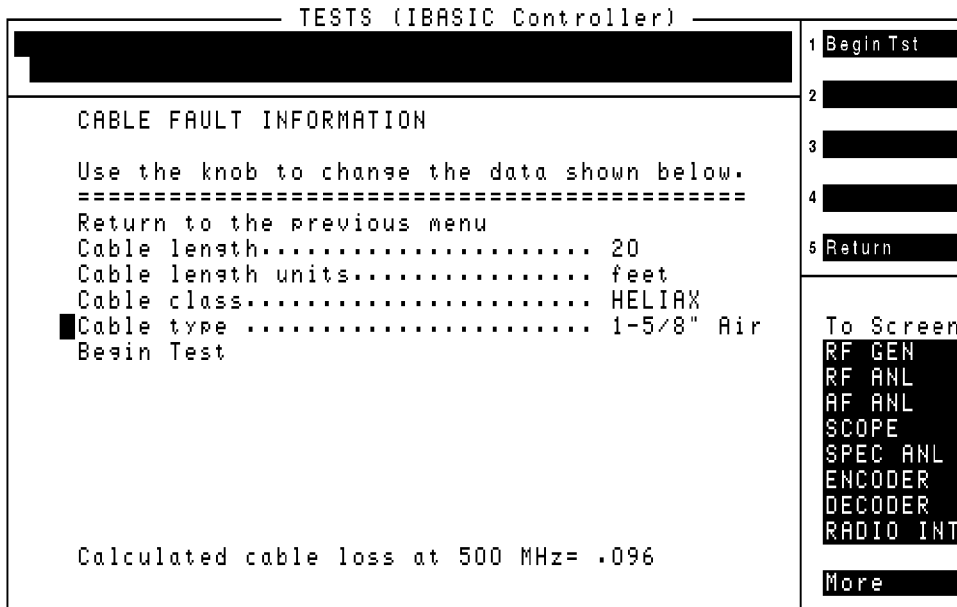 TESTS (IBASIC Controller)
CABLE FAULT INFORMATION
Use the knob to change the data shown below.
============================================
Return to the previous menu
Cable length...................... 20
Cable length units................ feet
Cable class....................... HELIAX
Cable type ....................... 1-5/8" Air
Begin Test
Calculated cable loss at 500 MHz= .096
1 Begin Tst
2
3
4
5 Return
To Screen
RF GEN
RF ANL
AF ANL
SCOPE
SPEC ANL
ENCODER
DECODER
RADIO INT
More